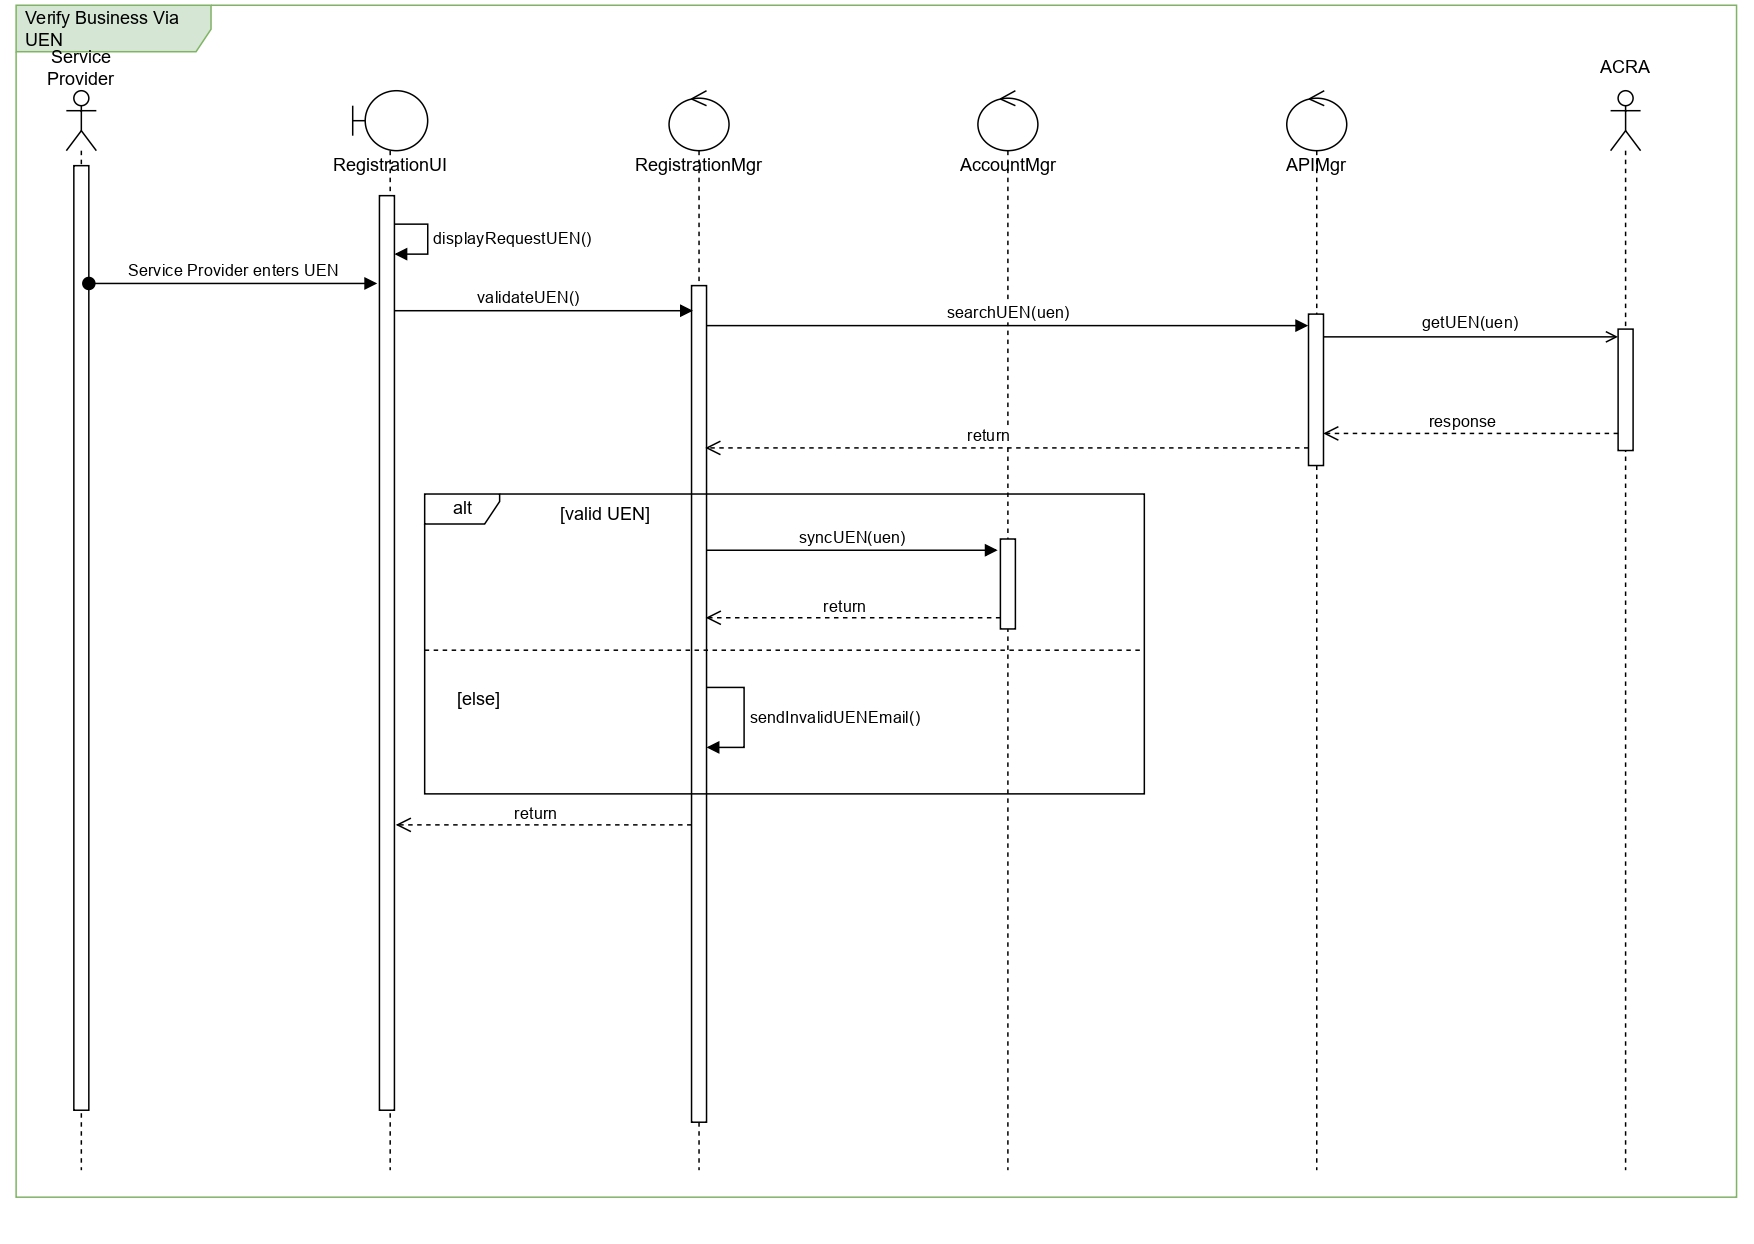 Verify Business Via
UEN
Service
Provider
ACRA
RegistrationUI
RegistrationMgr
AccountMgr
APIMgr
displayRequestUEN()
Service Provider enters UEN
validateUEN()
searchUEN(uen)
getUEN(uen)
response
return
alt
[valid UEN]
syncUEN(uen)
return
[else]
sendInvalidUENEmail()
return